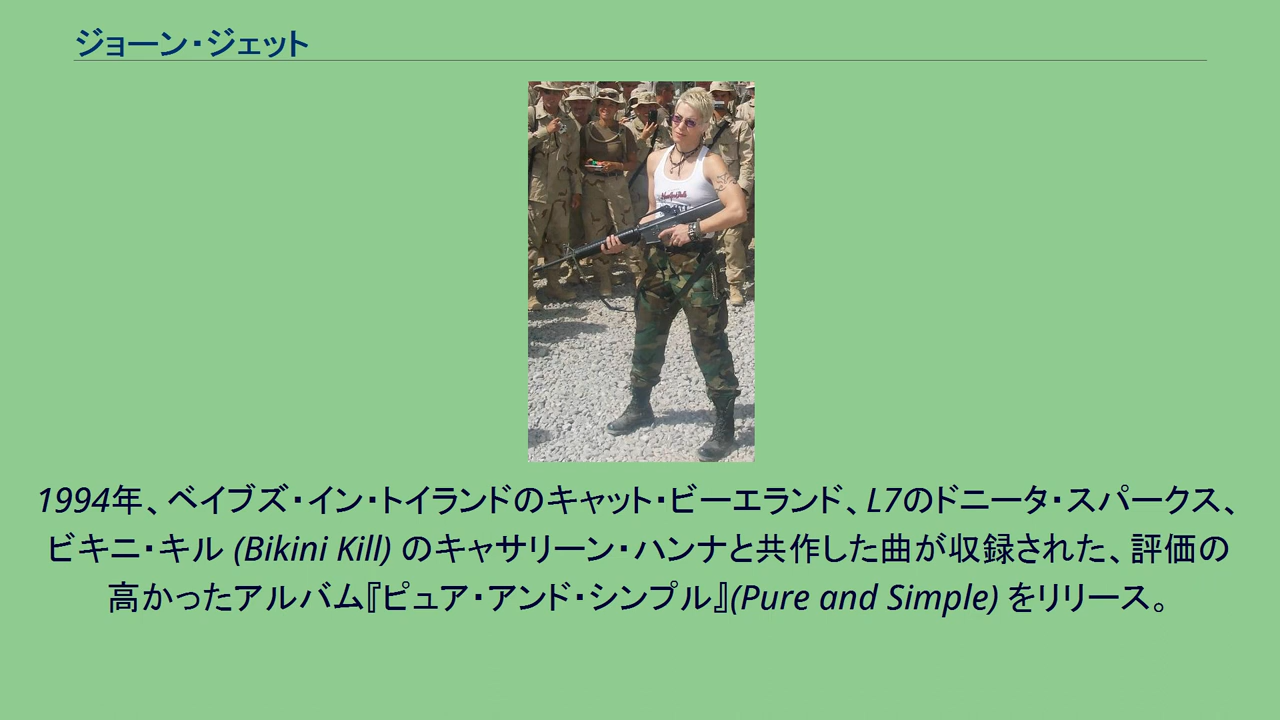 ジョーン・ジェット
1994年、ベイブズ・イン・トイランドのキャット・ビーエランド、L7のドニータ・スパークス、
ビキニ・キル (Bikini Kill) のキャサリーン・ハンナと共作した曲が収録された、評価の
高かったアルバム『ピュア・アンド・シンプル』(Pure and Simple) をリリース。